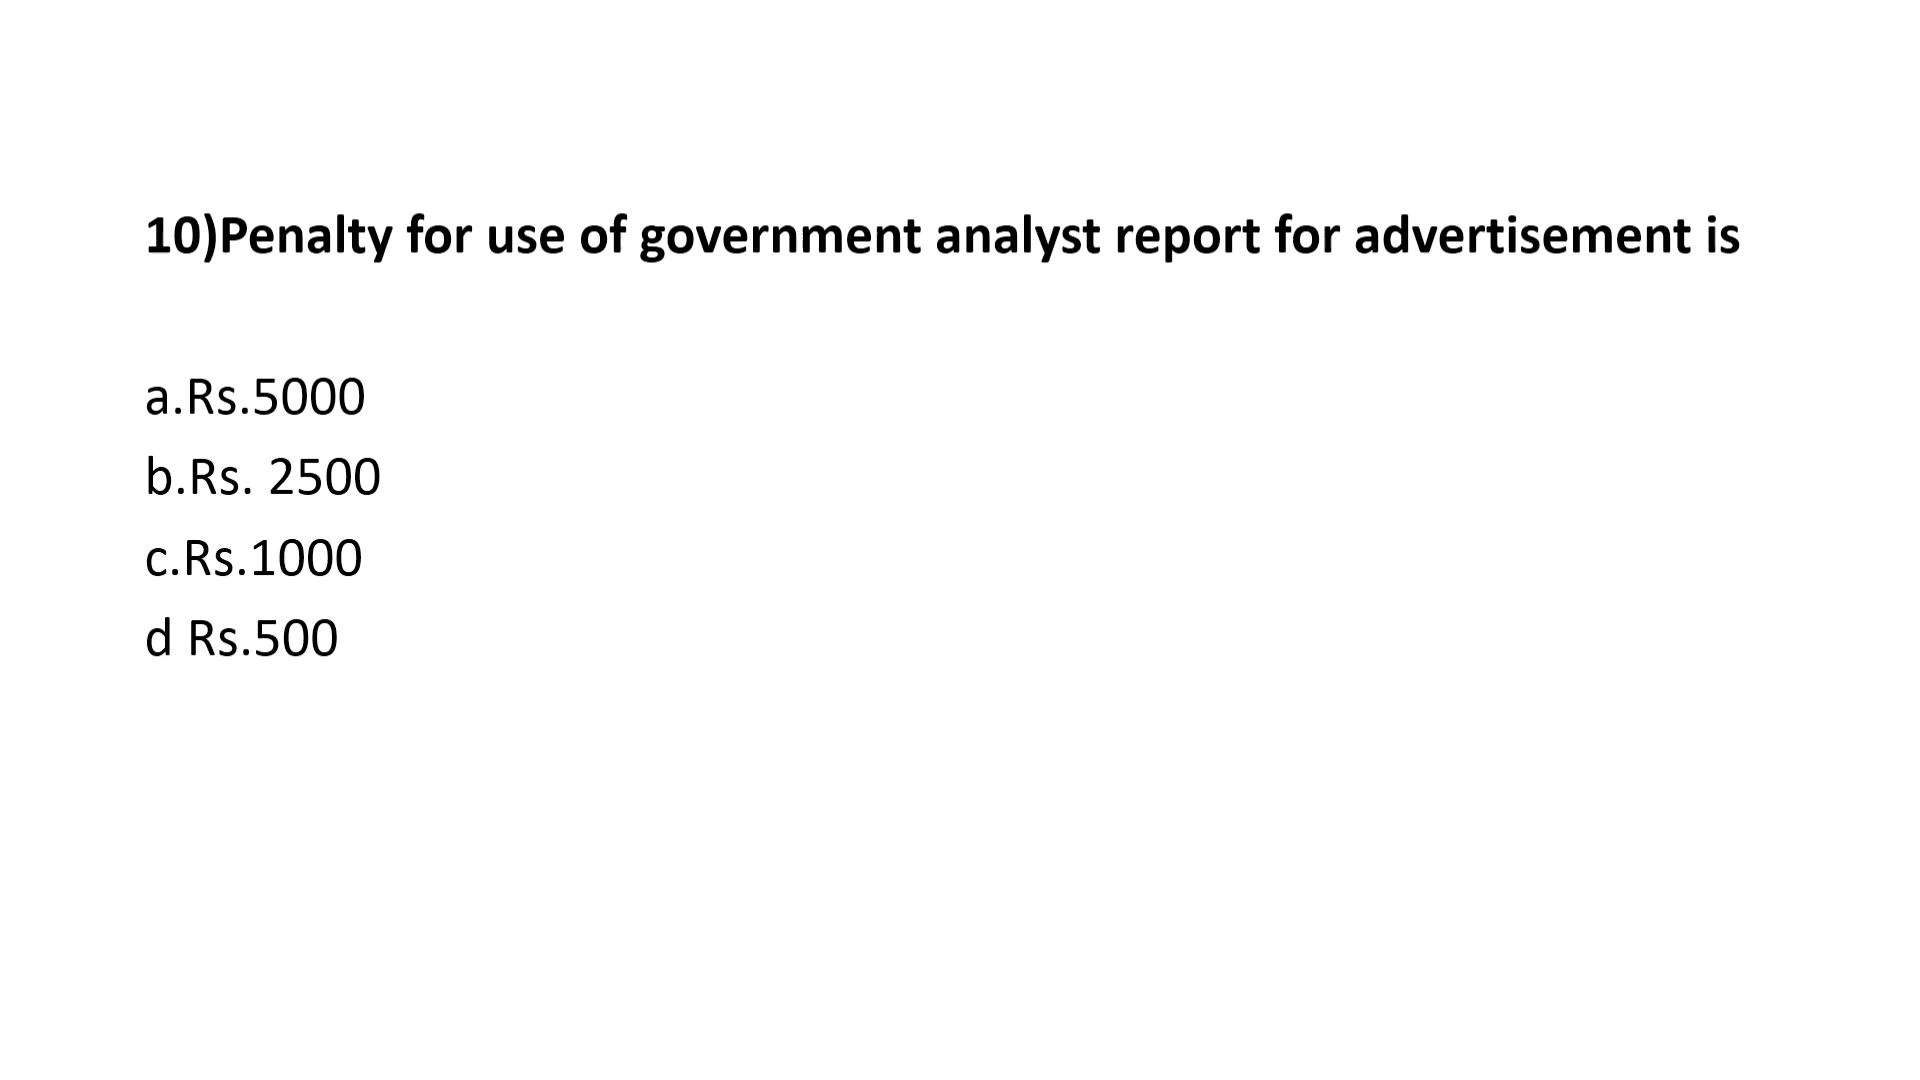 10)Penalty for use of government analyst report for advertisement is
a.Rs.5000
b.Rs. 2500
c.Rs.1000
d Rs.500